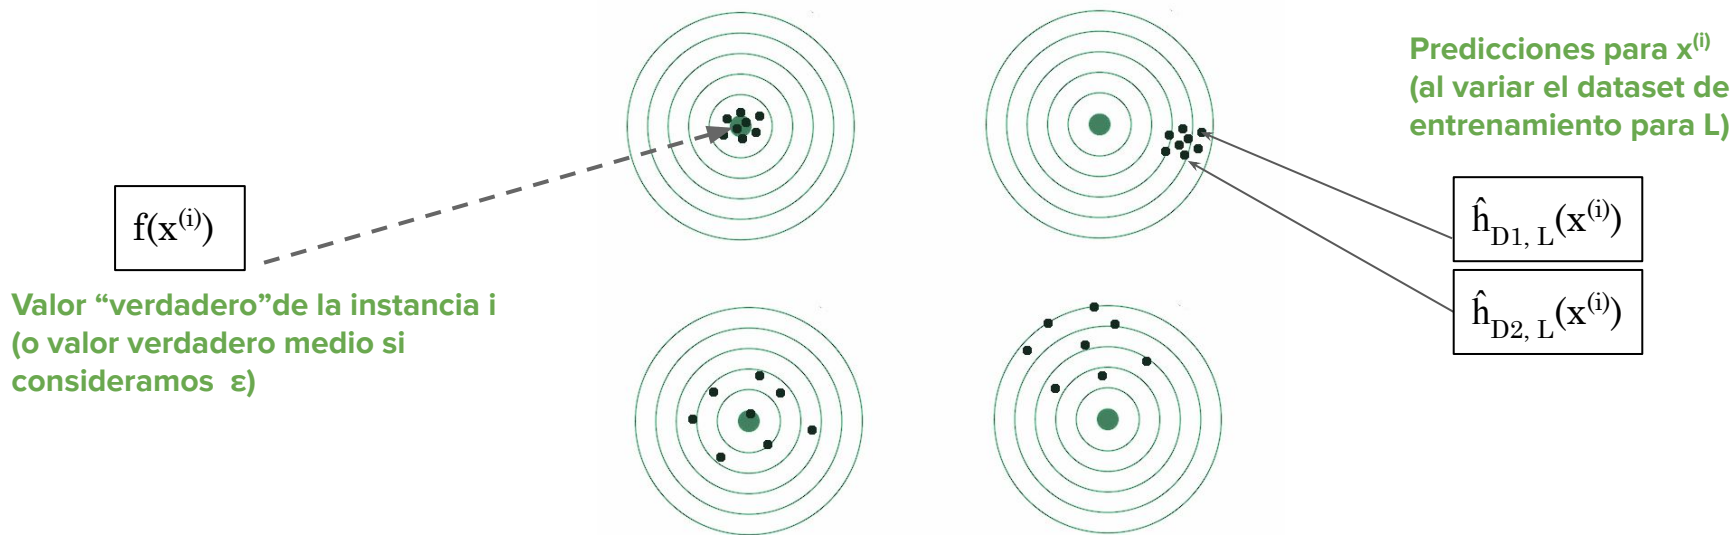 Predicciones para x(i)
(al variar el dataset de
entrenamiento para L)
f(x(i))
ĥD1, L(x(i))
ĥD2, L(x(i))
Valor “verdadero”de la instancia i
(o valor verdadero medio si
consideramos ε)